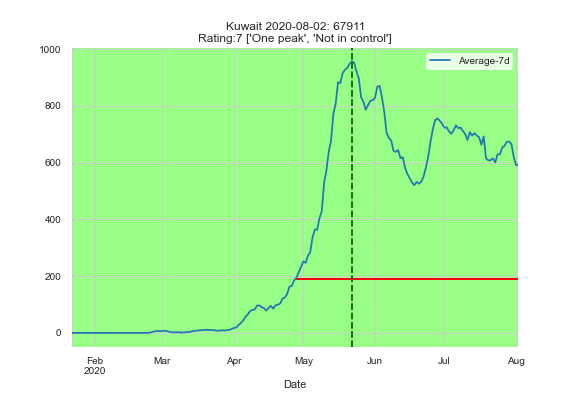 Kuwait 2020-08-02: 67911
Rating:7 ['One peak', 'Not in control']
Average-7d
1000
800
600
400
200
0
Feb Mar Apr May Jun Jul Aug
2020
Date